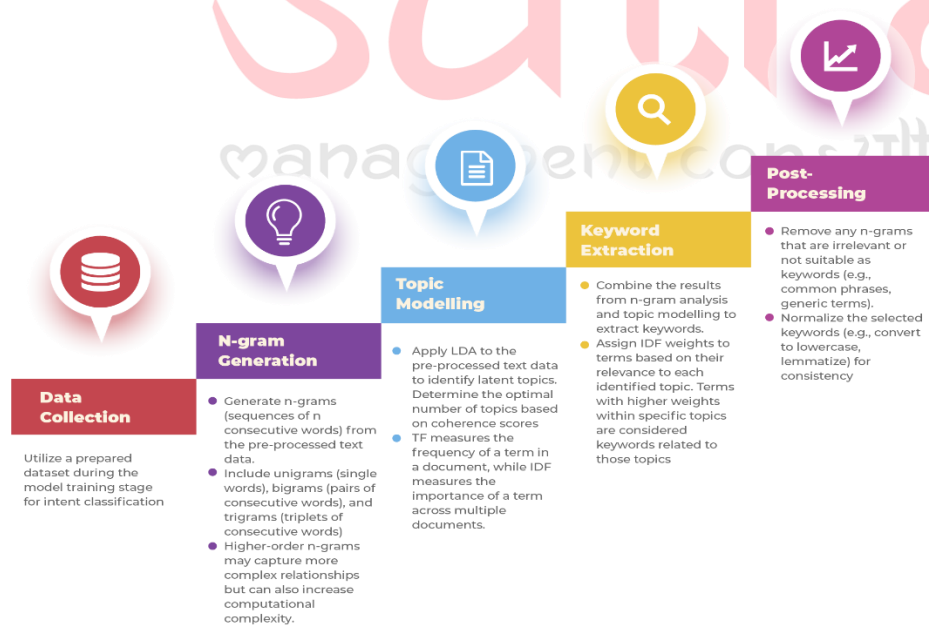 Data
Collection
Utilize a prepared
dataset during the
model training stage
for intent classification
N-gram
Generation
Generate n-grams
(sequences of n
consecutive words) from
the pre-processed text
data.
Include unigrams (single
words), bigrams (pairs of
consecutive words), and
trigrams (triplets of
consecutive words)
Higher-order n-grams
may capture more
complex relationships
but can also increase
computational
complexity.
Topic
Modelling
Apply LDA to the
pre-processed text data
to identify latent topics.
Determine the optimal
number of topics based
on coherence scores
TF measures the
frequency of a term in
a document, while IDF
measures the
importance of a term
across multiple
documents.
Keyword
Extraction
Combine the results
from n-gram analysis
and topic modelling to
extract keywords.
Assign IDF weights to
terms based on their
relevance to each
identified topic. Terms
with higher weights
within specific topics
are considered
keywords related to
those topics
Post-
Processing
Remove any n-grams
that are irrelevant or
not suitable as
keywords (e.g.,
common phrases,
generic terms).
Normalize the selected
keywords (e.g., convert
to lowercase,
lemmatize) for
consistency